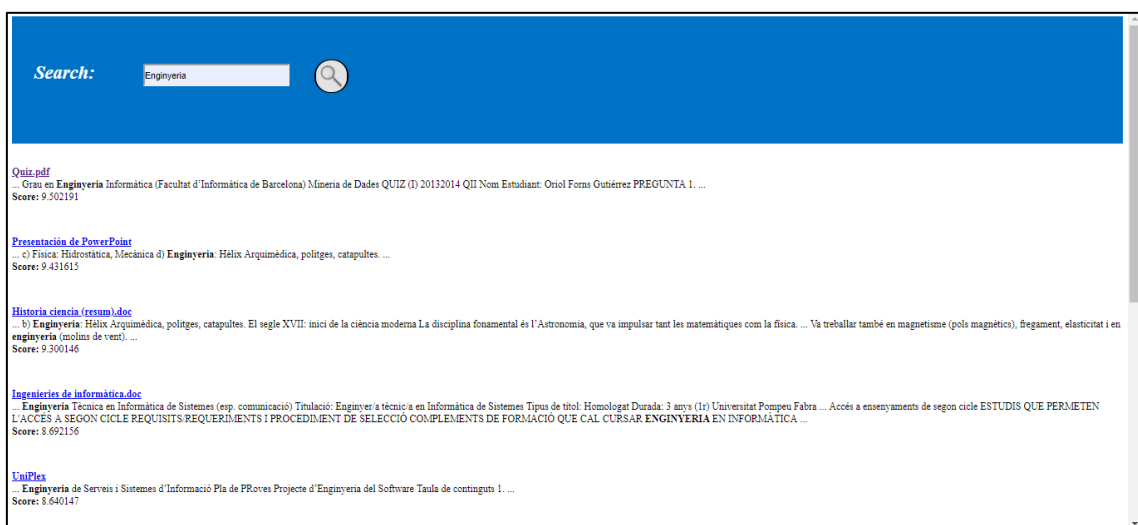 Search:
Enginyeria
Quiz.pdf
... Grau en Enginyeria Informàtica (Facultat d'Informàtica de Barcelona) Mineria de Dades QUIZ (I) 20132014 QII Nom Estudiant: Oriol Forns Gutiérrez PREGUNTA 1. ...
Score: 9.502191
Presentación de PowerPoint
... c) Física: Hidrostàtica, Mecànica d) Enginyeria: Hèlix Arquimèdica, politges, catapultes. ...
Score: 9.431615
Historia ciencia (resum).doc
... b) Enginyeria: Hèlix Arquimèdica, politges, catapultes. El segle XVII: inici de la ciència moderna La disciplina fonamental és l'Astronomia, que va impulsar tant les matemàtiques com la física. ... Va treballar també en magnetisme (pols magnètics), fregament, elasticitat i en
enginyeria (molins de vent). ...
Score: 9.300146
Ingenieries de informàtica.doc
... Enginyeria Tècnica en Informàtica de Sistemes (esp. comunicació) Titulació: Enginyer/a tècnic/a en Informàtica de Sistemes Tipus de títol: Homologat Durada: 3 anys (1r) Universitat Pompeu Fabra ... Accés a ensenyaments de segon cicle ESTUDIS QUE PERMETEN
L'ACCÉS A SEGON CICLE REQUISITS/REQUERIMENTS I PROCEDIMENT DE SELECCIÓ COMPLEMENTS DE FORMACIÓ QUE CAL CURSAR ENGINYERIA EN INFORMÀTICA ...
Score: 8.692156
UniPlex
... Enginyeria de Serveis i Sistemes d'Informació Pla de PRoves Projecte d'Enginyeria del Software Taula de continguts 1. ...
Score: 8.640147